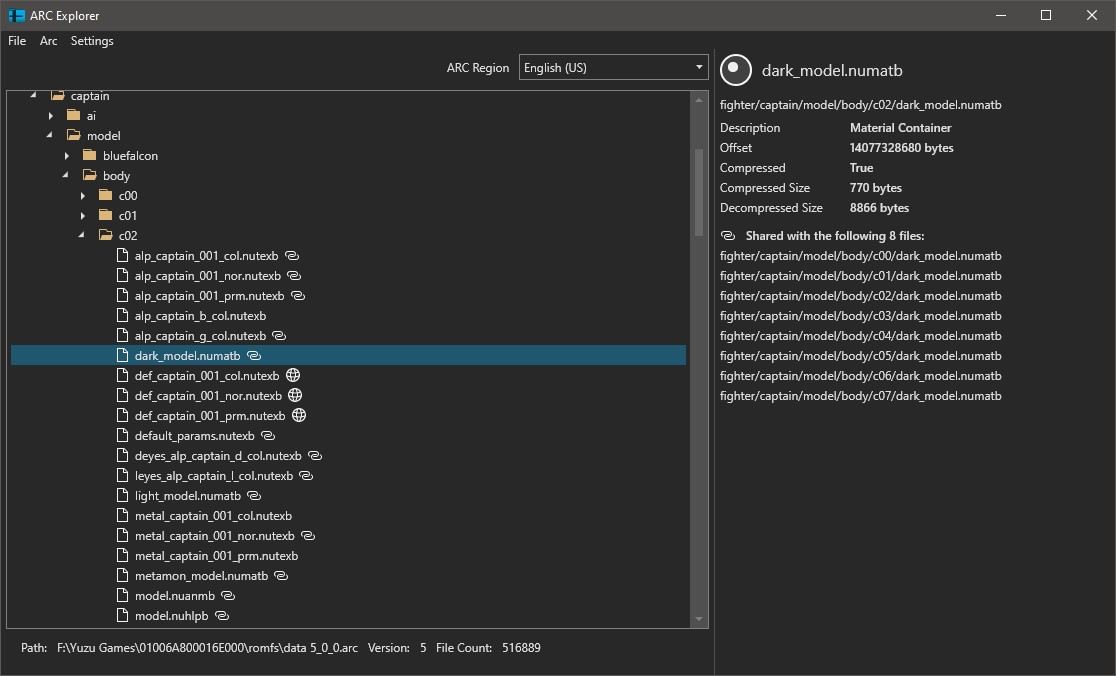 ARC Explorer
File Arc Settings
ARC Region English (US)
captain
ai
model
bluefalcon
body
c00
c01
c02
alp_captain_001_col.nutexb
alp_captain_001_nor.nutexb
alp_captain_001_prm.nutexb
alp_captain_b_col.nutexb
alp_captain_g_col.nutexb
dark_model.numatb
def_captain_001_col.nutexb
def_captain_001_nor.nutexb
def_captain_001_prm.nutexb
default_params.nutexb
deyes_alp_captain_d_col.nutexb
leyes_alp_captain_l_col.nutexb
light_model.numatb
metal_captain_001_col.nutexb
metal_captain_001_nor.nutexb
metal_captain_001_prm.nutexb
metamon_model.numatb
model.nuanmb
model.nuhlpb
Path: F:\Yuzu Games\01006A800016E000\romfs\data 5_0_0.arc Version: 5 File Count: 516889
dark_model.numatb
fighter/captain/model/body/c02/dark_model.numatb
Description Material Container
Offset 14077328680 bytes
Compressed True
Compressed Size 770 bytes
Decompressed Size 8866 bytes
Shared with the following 8 files:
fighter/captain/model/body/c00/dark_model.numatb
fighter/captain/model/body/c01/dark_model.numatb
fighter/captain/model/body/c02/dark_model.numatb
fighter/captain/model/body/c03/dark_model.numatb
fighter/captain/model/body/c04/dark_model.numatb
fighter/captain/model/body/c05/dark_model.numatb
fighter/captain/model/body/c06/dark_model.numatb
fighter/captain/model/body/c07/dark_model.numatb